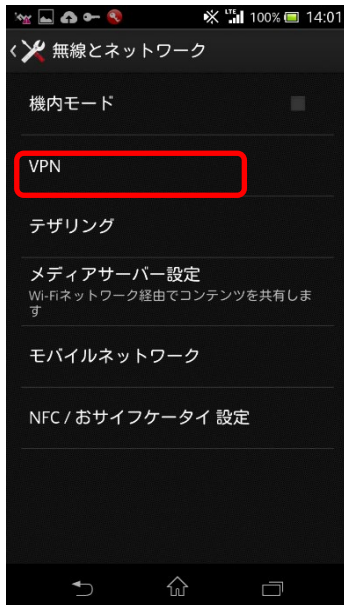 LTE 100% 14:01
無線とネットワーク
機内モード
VPN
テザリング
メディアサーバー設定
Wi-Fiネットワーク経由でコンテンツを共有しま
す
モバイルネットワーク
NFC / おサイフケータイ 設定